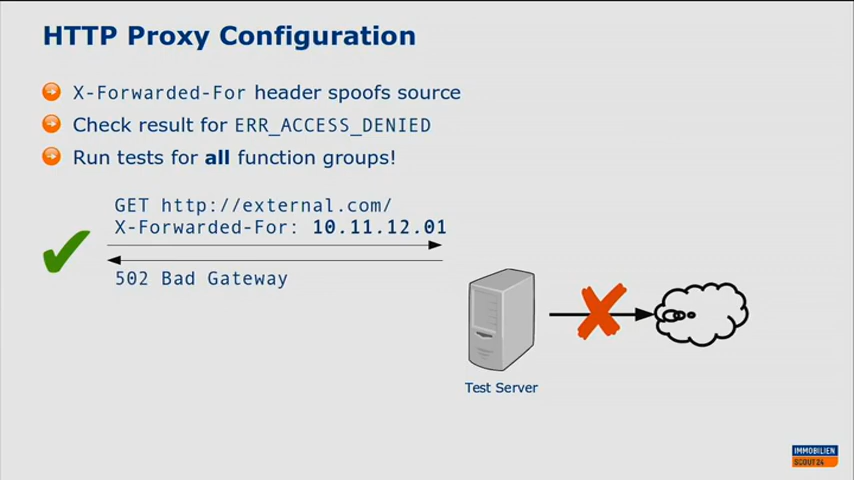 HTTP Proxy Configuration
X-Forwarded-For header spoofs source
Check result for ERR_ACCESS_DENIED
Run tests for all function groups!
GET http://external.com/
X-Forwarded-For: 10.11.12.01
502 Bad Gateway
Test Server
IMMOBILIEN
SCOUT24